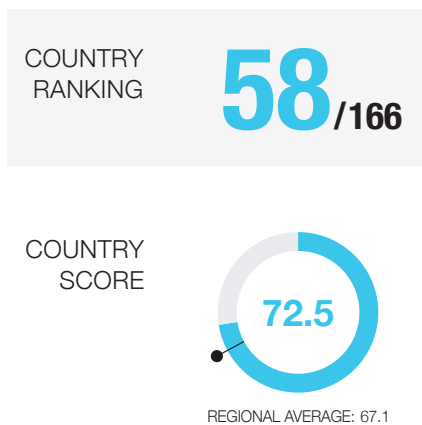 COUNTRY
RANKING
58/166
COUNTRY
SCORE
72.5
REGIONAL AVERAGE: 67.1